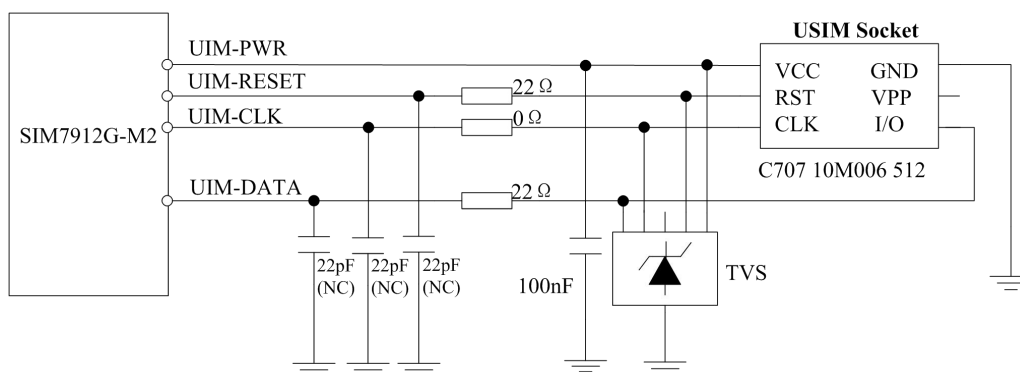 USIM Socket
UIM-PWR
UIM-RESET
UIM-CLK
UIM-DATA
SIM7912G-M2
22 Ω
0 Ω
22 Ω
VCC GND
RST VPP
CLK I/O
C707 10M006 512
22pF
(NC)
22pF
(NC)
22pF
(NC)
100nF
TVS